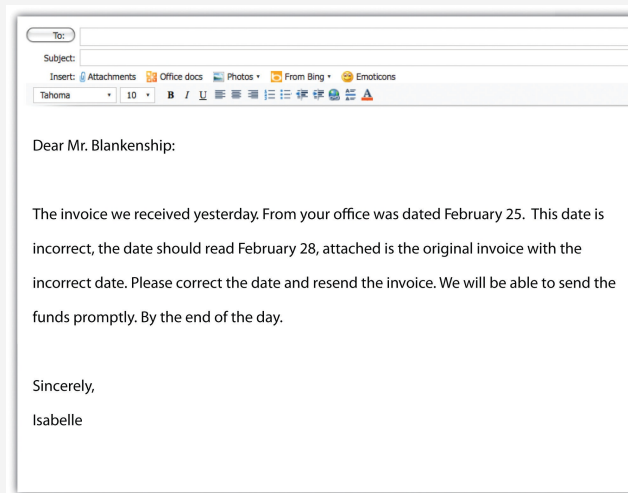 To:
Subject:
Insert: Attachments Office docs Photos From Bing Emoticons
Tahoma 10 B I U A
Dear Mr. Blankenship:
The invoice we received yesterday. From your office was dated February 25. This date is
incorrect, the date should read February 28, attached is the original invoice with the
incorrect date. Please correct the date and resend the invoice. We will be able to send the
funds promptly. By the end of the day.
Sincerely,
Isabelle